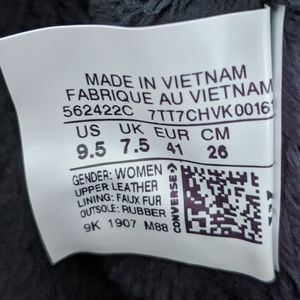 MADE IN VIETNAM
FABRIQUE AU VIETNAM
562422C 7TT7CHVK00161
US UK EUR CM
9.5 7.5 41 26
GENDER: WOMEN
UPPER LEATHER
LINING: FAUX FUR
OUTSOLE: RUBBER
9K 1907 M88
CONVERSE